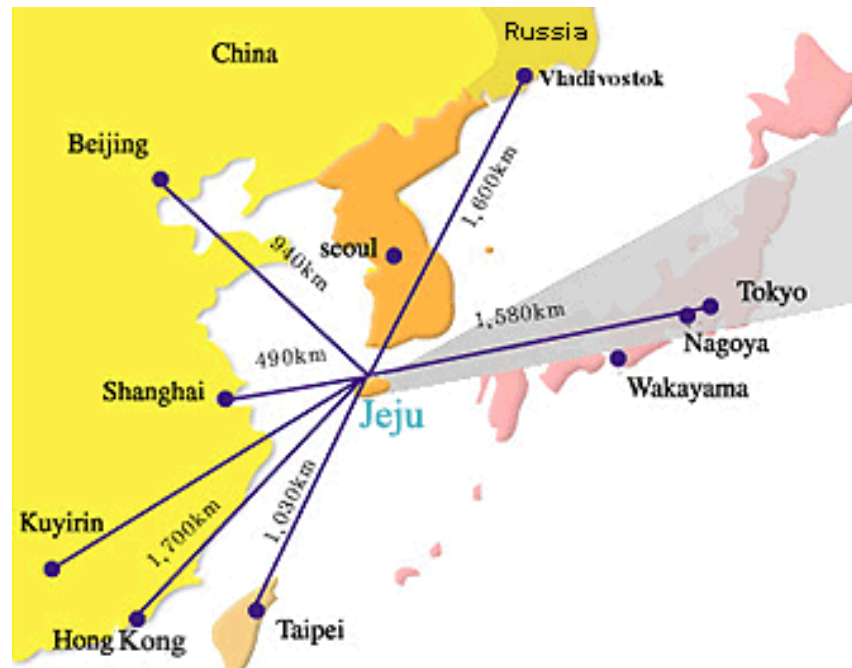 Russia
China
Vladivostok
Beijing
1,600km
seoul
940km
Tokyo
1,580km
Nagoya
490km
Shanghai
Wakayama
Jeju
1,030km
Kuyirin
1,700km
Hong Kong
Taipei